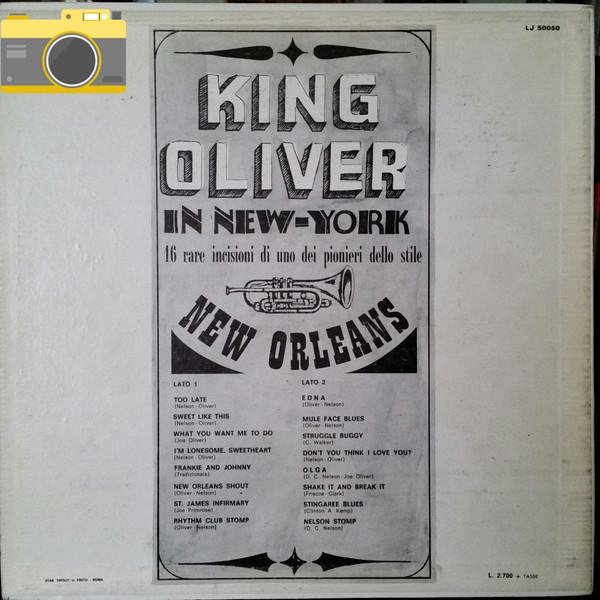 LJ 50050
KING
OLIVER
IN NEW-YORK
16 rare incisioni di uno dei pionieri dello stile
NEW ORLEANS
LATO 1
TOO LATE
(Nelson - Oliver)
SWEET LIKE THIS
(Nelson - Oliver)
WHAT YOU WANT ME TO DO
(Joe Oliver)
I'M LONESOME, SWEETHEART
(Nelson - Oliver)
FRANKIE AND JOHNNY
(Tradizionale)
NEW ORLEANS SHOUT
(Oliver - Nelson)
ST. JAMES INFIRMARY
(Joe Primrose)
RHYTHM CLUB STOMP
(Oliver - Nelson)
LATO 2
EDNA
(Oliver - Nelson)
MULE FACE BLUES
(Oliver - Nelson)
STRUGGLE BUGGY
(C. Walker)
DON'T YOU THINK I LOVE YOU?
(Nelson - Oliver)
OLGA
(D. C. Nelson - Joe Oliver)
SHAKE IT AND BREAK IT
(Friscoe - Clark)
STINGAREE BLUES
(Clinton A. Kemp)
NELSON STOMP
(D. C. Nelson)
L. 2.700 + TASSE